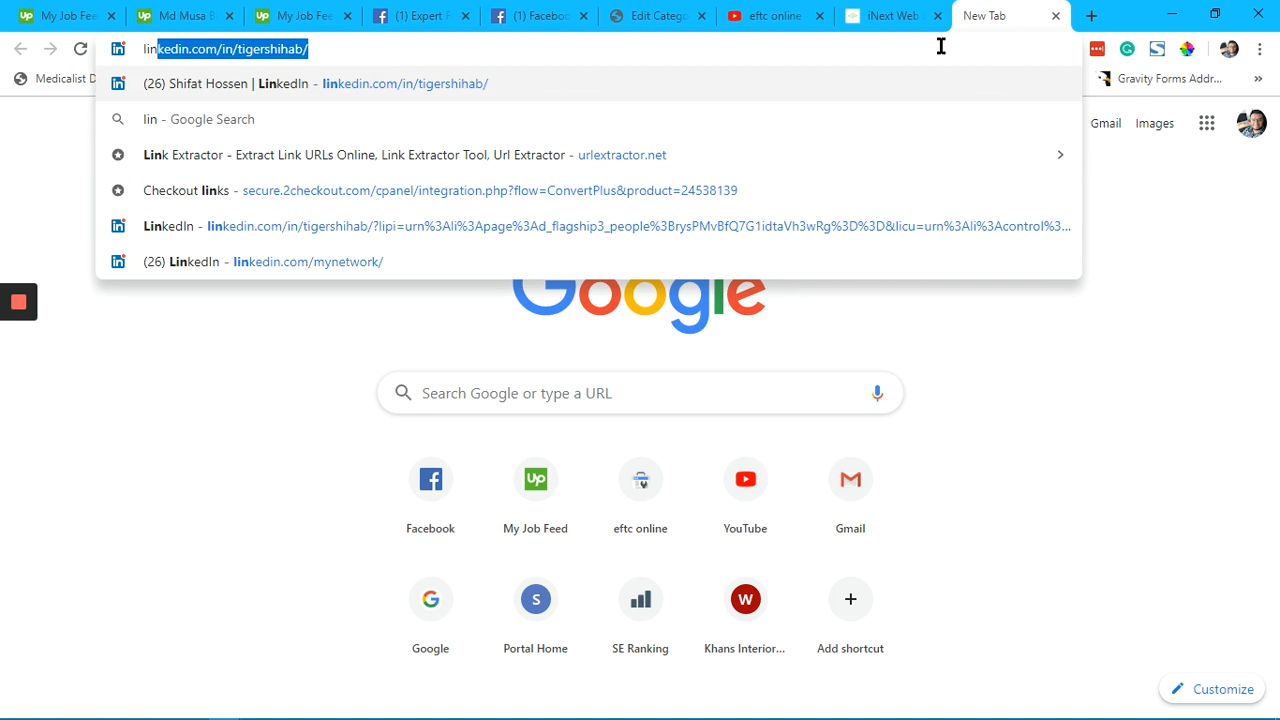 My Job Fee
Md Musa B
My Job Fee
(1) Expert F
(1) Faceboo
Edit Catego
eftc online
iNext Web
New Tab
linkedin.com/in/tigershihab/
Medicalist D
Gravity Forms Addr...
(26) Shifat Hossen | LinkedIn - linkedin.com/in/tigershihab/
lin - Google Search
Link Extractor - Extract Link URLs Online, Link Extractor Tool, Url Extractor - urlextractor.net
Checkout links - secure.2checkout.com/cpanel/integration.php?flow=ConvertPlus&product=24538139
LinkedIn - linkedin.com/in/tigershihab/?lipi=urn%3Ali%3Apage%3Ad_flagship3_people%3BrysPMvBfQ7G1idtaVh3wRg%3D%3D&licu=urn%3Ali%3Acontrol%3...
(26) LinkedIn - linkedin.com/mynetwork/
Gmail Images
Google
Search Google or type a URL
Facebook
My Job Feed
eftc online
YouTube
Gmail
Google
Portal Home
SE Ranking
Khans Interior...
Add shortcut
Customize